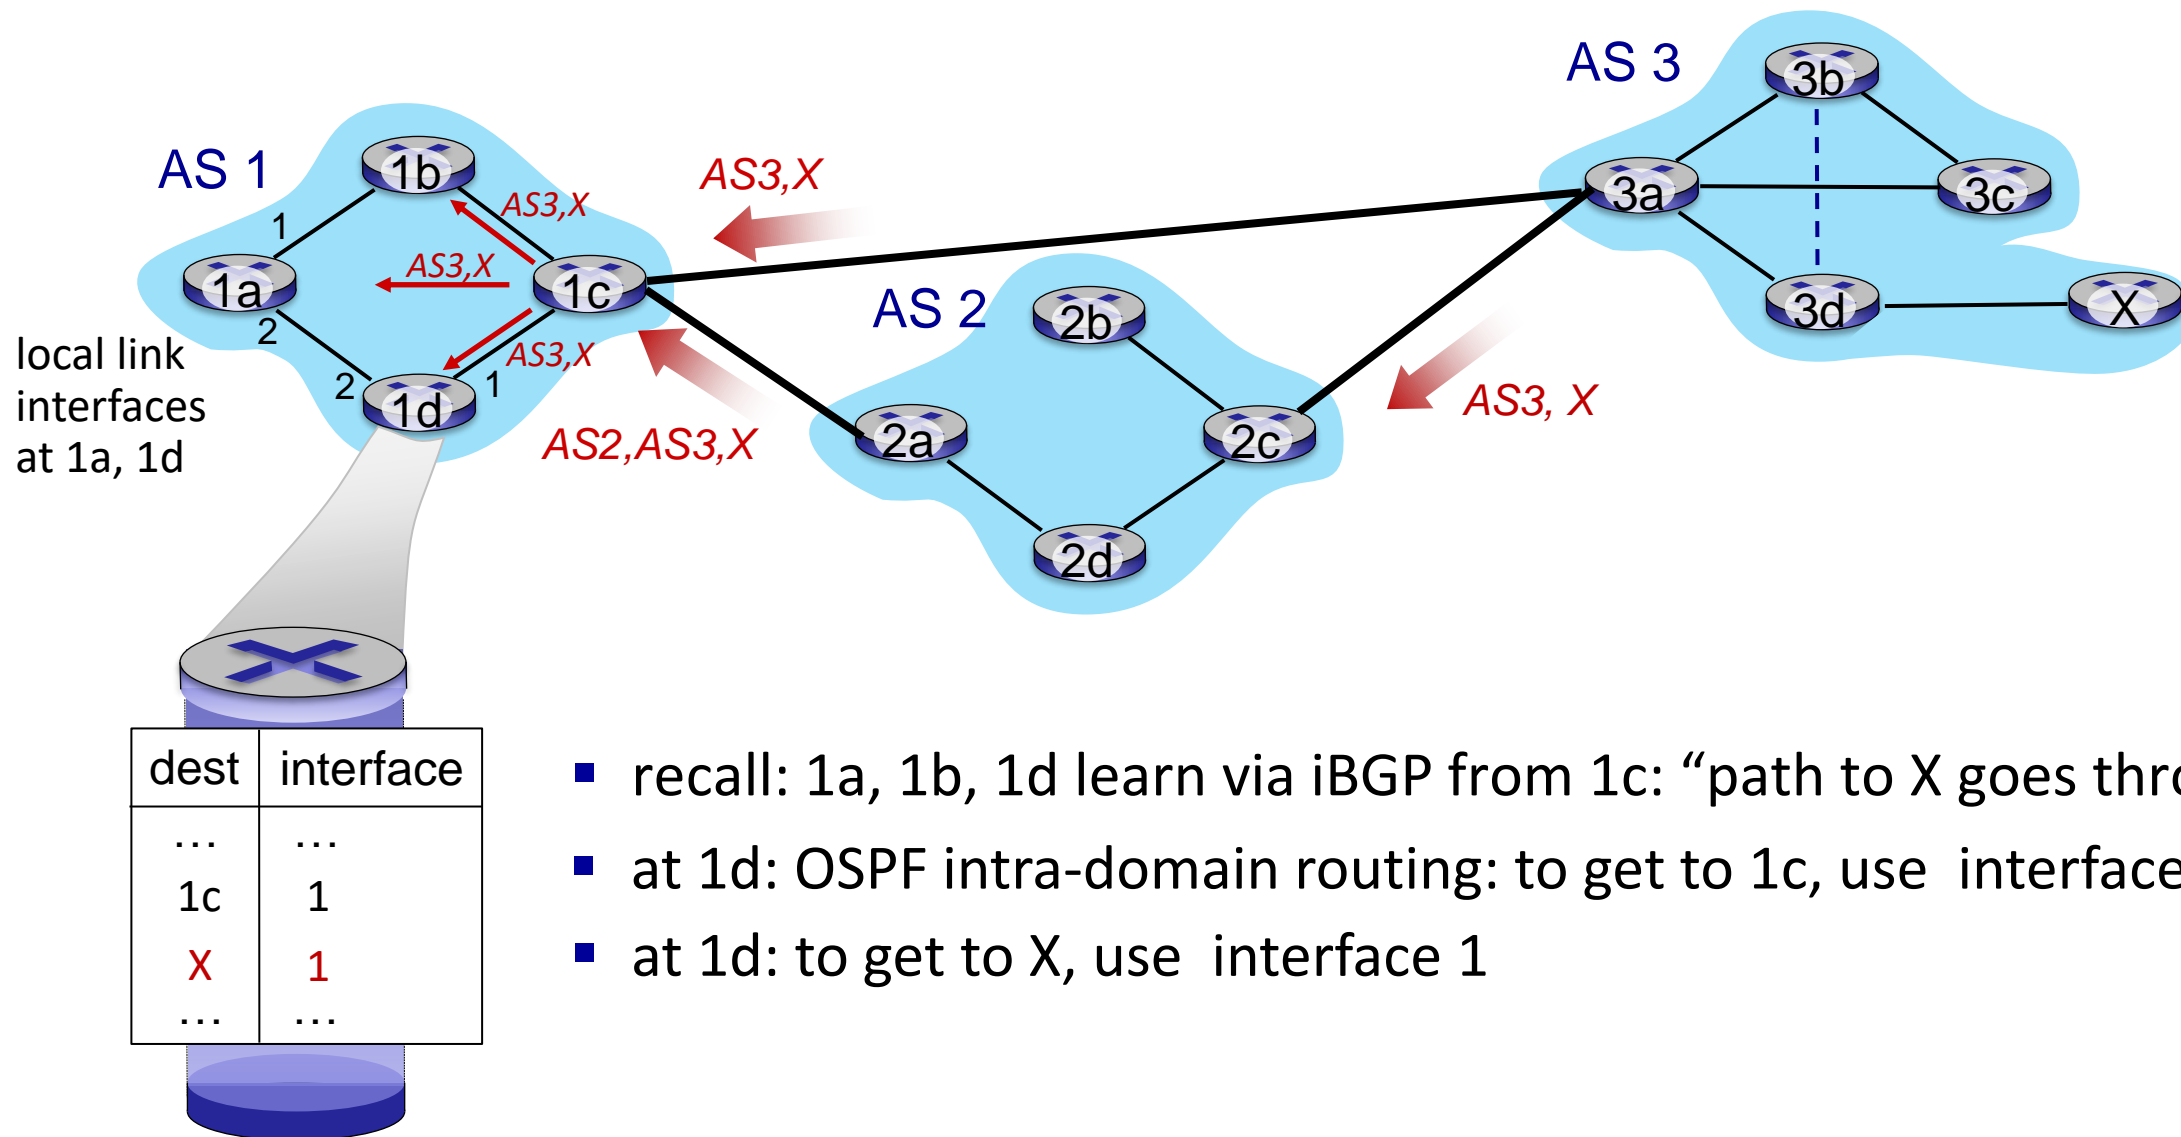 AS 3
3b
AS 1
1b
AS3,X
3a
3c
AS3,X
1
AS3,X
1a
1c
AS 2
2b
3d
X
2
local link
interfaces
at 1a, 1d
AS3,X
2
1
1d
AS3, X
AS2,AS3,X
2a
2c
2d
dest interface
... ...
1c 1
X 1
... ...
▪ recall: 1a, 1b, 1d learn via iBGP from 1c: “path to X goes thro
▪ at 1d: OSPF intra-domain routing: to get to 1c, use interface
▪ at 1d: to get to X, use interface 1